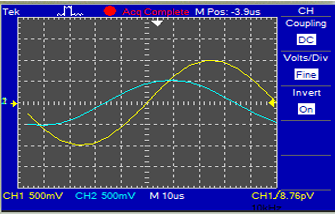 Tek Acq Complete M Pos: -3.9us CH
Coupling
DC
Volts/Div
Fine
Invert
On
CH1 500mV CH2 500mV M 10us CH1/8.76pV